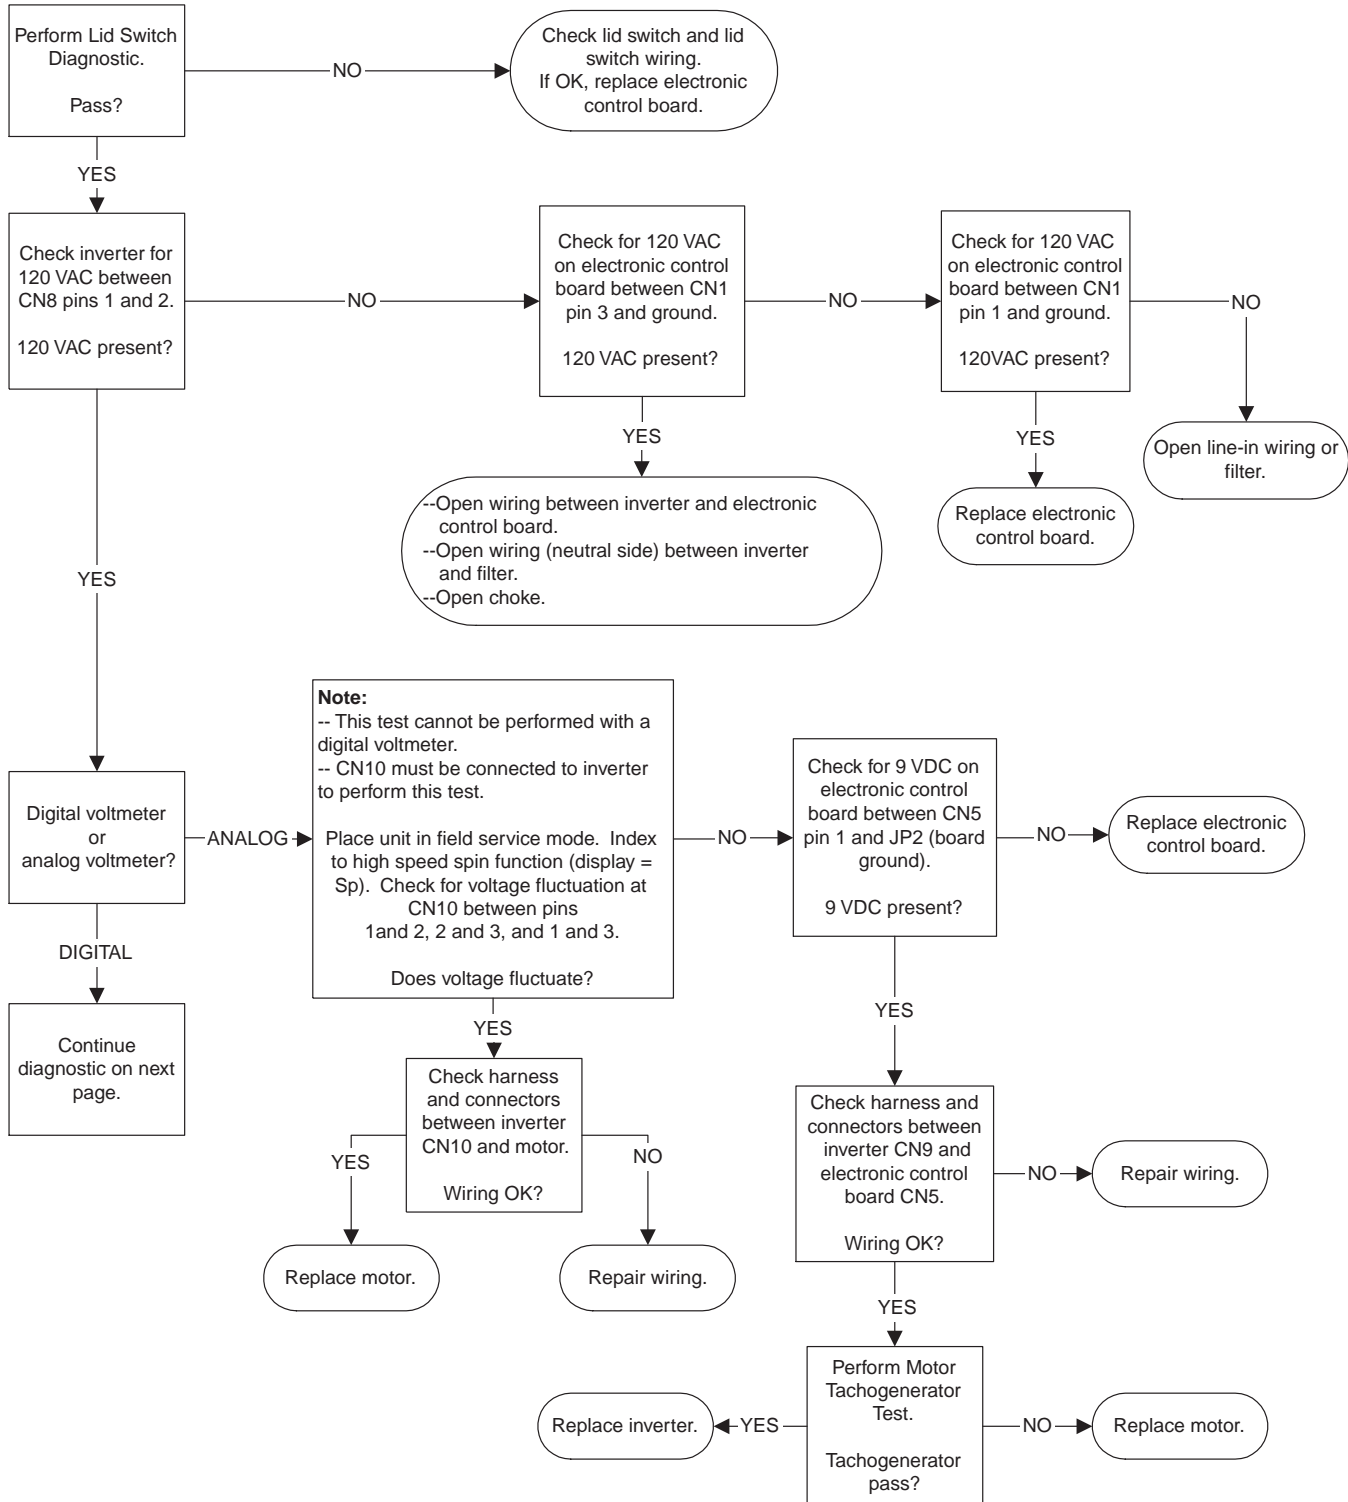 Perform Lid Switch
Diagnostic.
Pass?
NO
Check lid switch and lid
switch wiring.
If OK, replace electronic
control board.
YES
Check inverter for
120 VAC between
CN8 pins 1 and 2.
120 VAC present?
NO
Check for 120 VAC
on electronic control
board between CN1
pin 3 and ground.
120 VAC present?
NO
Check for 120 VAC
on electronic control
board between CN1
pin 1 and ground.
120VAC present?
NO
YES
YES
Open line-in wiring or
filter.
--Open wiring between inverter and electronic
control board.
--Open wiring (neutral side) between inverter
and filter.
--Open choke.
Replace electronic
control board.
YES
Digital voltmeter
or
analog voltmeter?
ANALOG
Note:
-- This test cannot be performed with a
digital voltmeter.
-- CN10 must be connected to inverter
to perform this test.
Place unit in field service mode.  Index
to high speed spin function (display =
Sp).  Check for voltage fluctuation at
CN10 between pins
1and 2, 2 and 3, and 1 and 3.
Does voltage fluctuate?
NO
Check for 9 VDC on
electronic control
board between CN5
pin 1 and JP2 (board
ground).
9 VDC present?
NO
Replace electronic
control board.
DIGITAL
Continue
diagnostic on next
page.
YES
Check harness
and connectors
between inverter
CN10 and motor.
Wiring OK?
YES
NO
Replace motor.
Repair wiring.
YES
Check harness and
connectors between
inverter CN9 and
electronic control
board CN5.
Wiring OK?
NO
Repair wiring.
YES
Perform Motor
Tachogenerator
Test.
Tachogenerator
pass?
YES
Replace inverter.
NO
Replace motor.